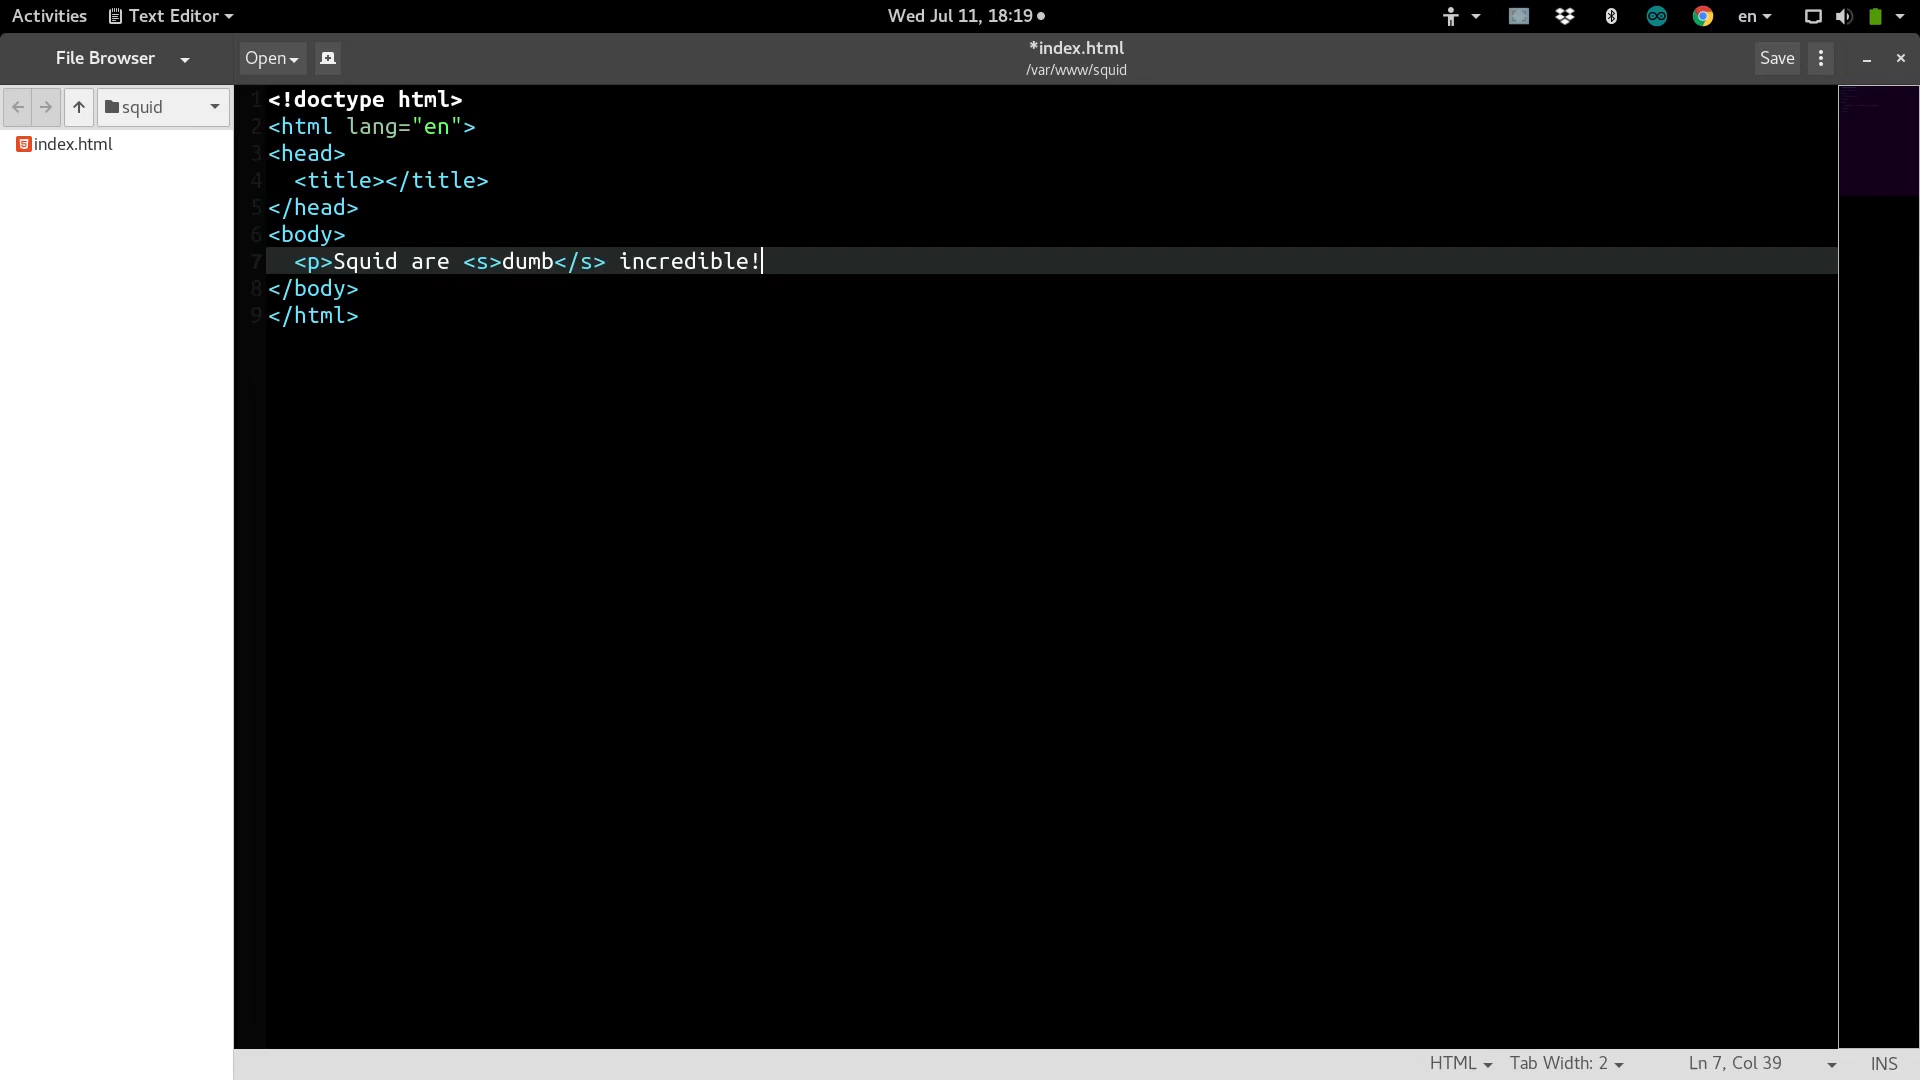 Activities Text Editor Wed Jul 11, 18:19 en
File Browser Open *index.html Save
/var/www/squid
squid
index.html
1 <!doctype html>
2 <html lang="en">
3 <head>
4   <title></title>
5 </head>
6 <body>
7   <p>Squid are <s>dumb</s> incredible!
8 </body>
9 </html>
HTML Tab Width: 2 Ln 7, Col 39 INS